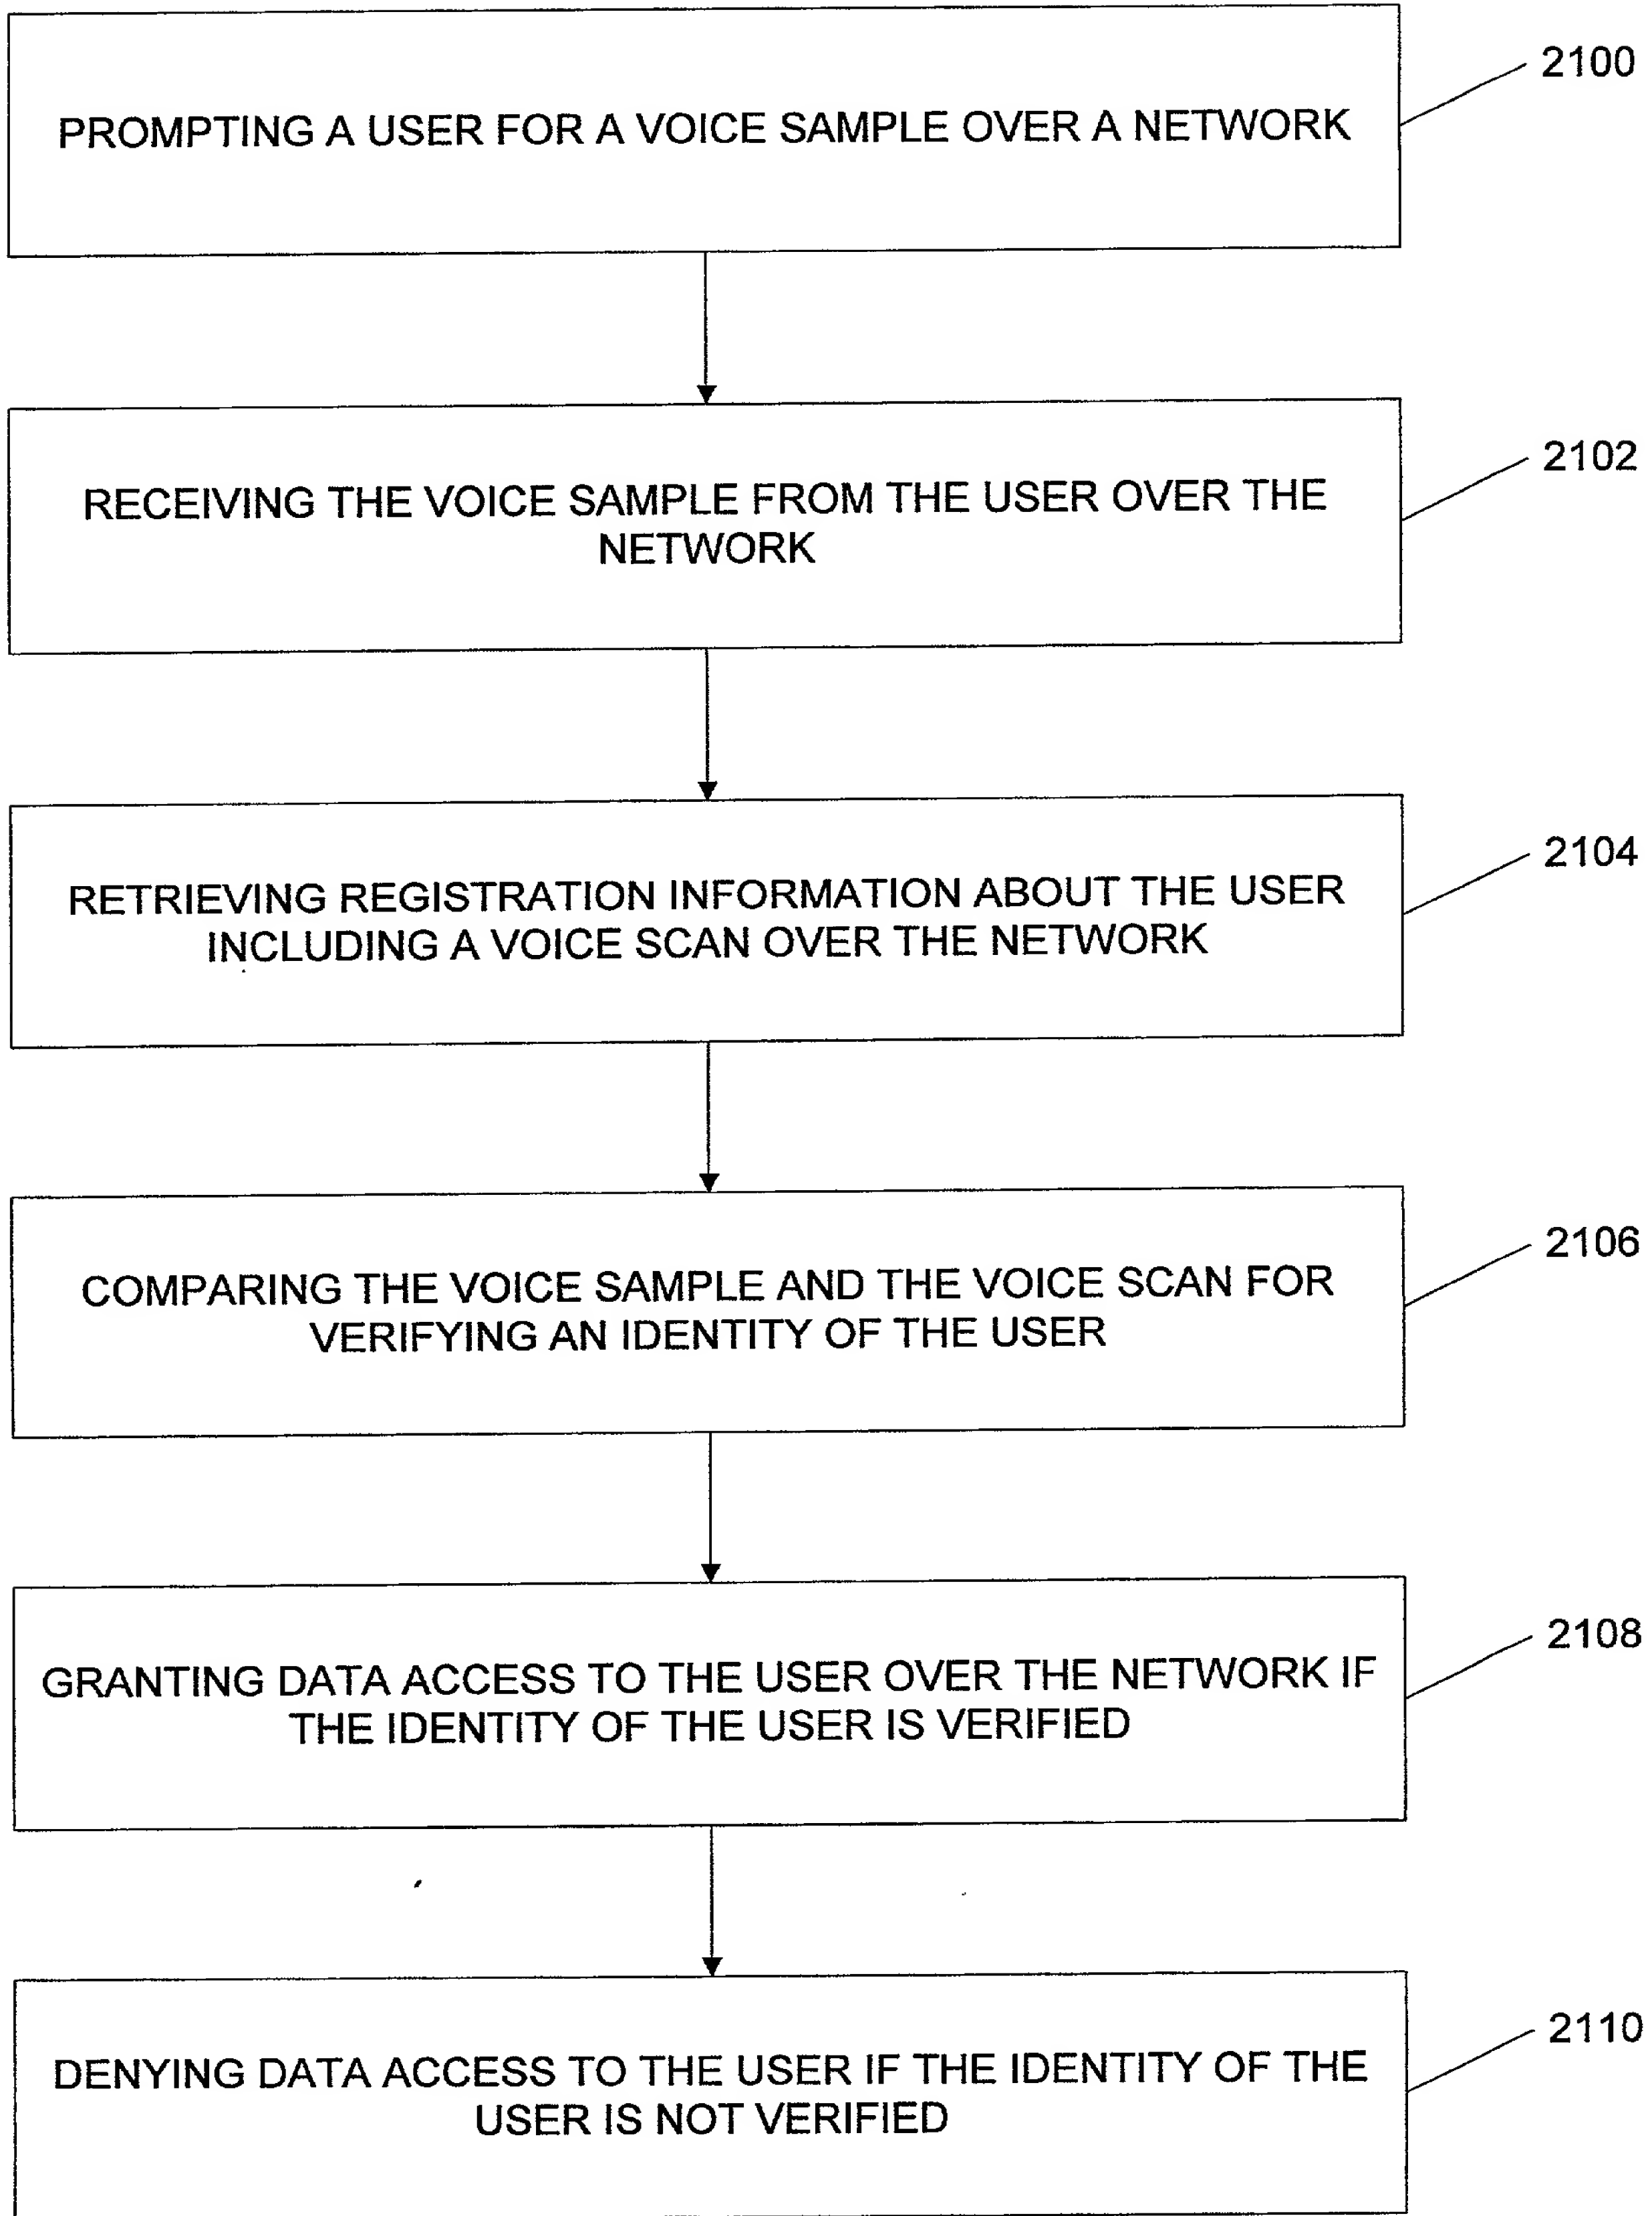 PROMPTING A USER FOR A VOICE SAMPLE OVER A NETWORK
2100
RECEIVING THE VOICE SAMPLE FROM THE USER OVER THE
NETWORK
2102
RETRIEVING REGISTRATION INFORMATION ABOUT THE USER
INCLUDING A VOICE SCAN OVER THE NETWORK
2104
COMPARING THE VOICE SAMPLE AND THE VOICE SCAN FOR
VERIFYING AN IDENTITY OF THE USER
2106
GRANTING DATA ACCESS TO THE USER OVER THE NETWORK IF
THE IDENTITY OF THE USER IS VERIFIED
2108
DENYING DATA ACCESS TO THE USER IF THE IDENTITY OF THE
USER IS NOT VERIFIED
2110